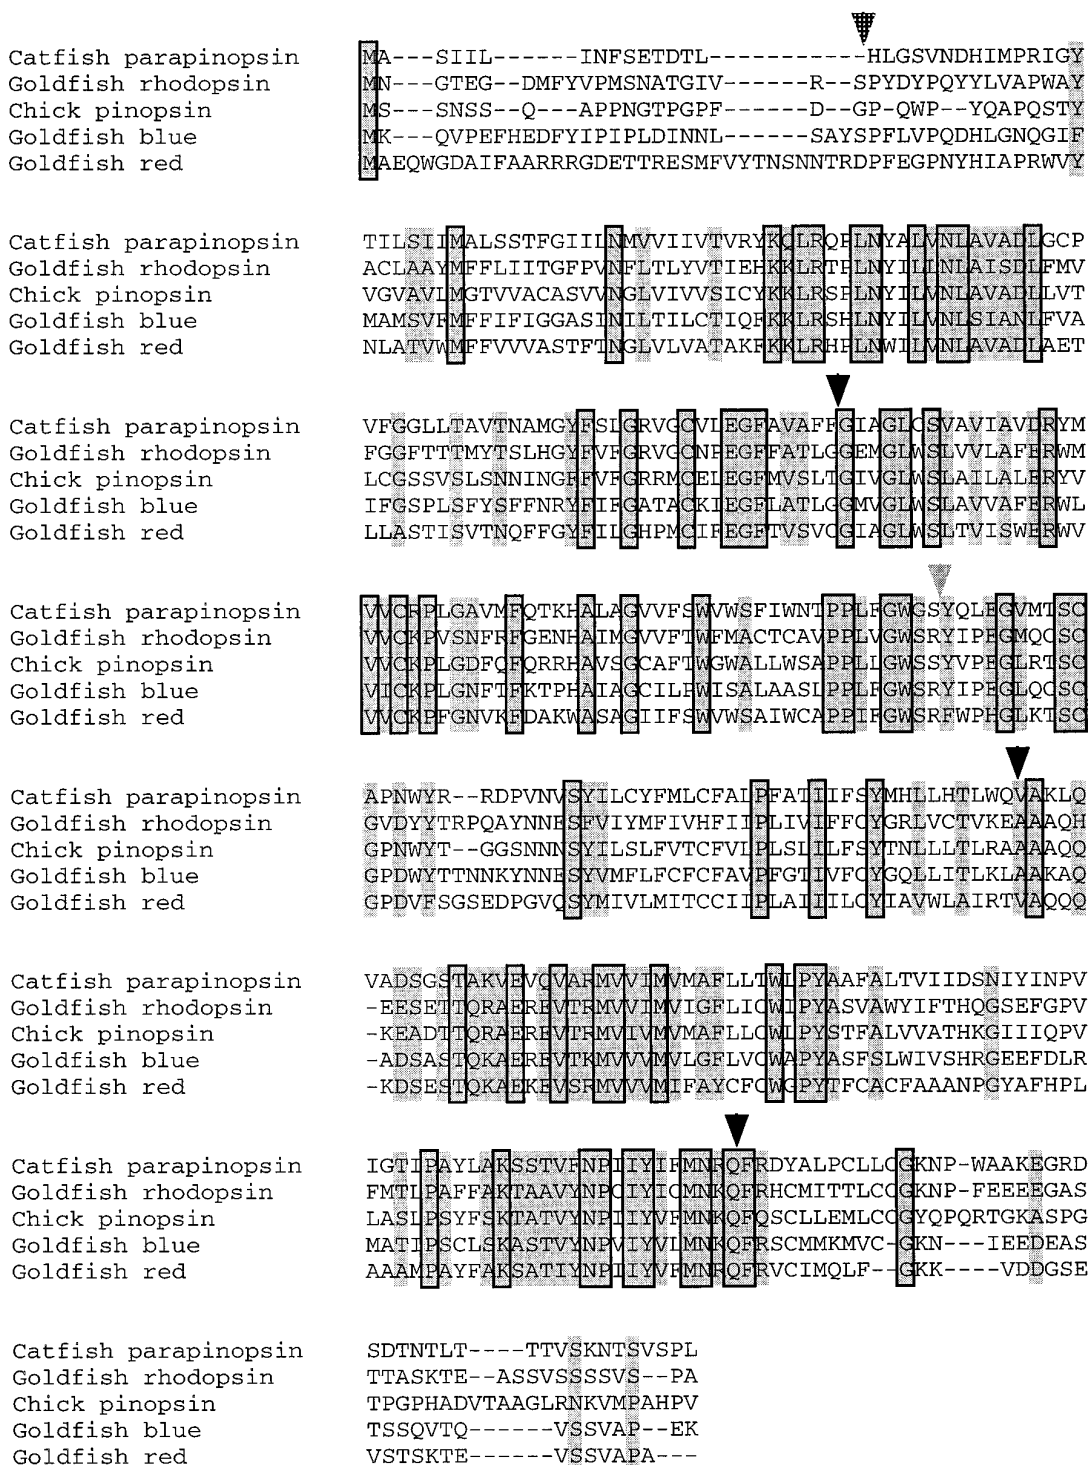 Catfish parapinopsin MA---SIIL------INFSETDTL-----------HLGSVNDHIMPRIGY
Goldfish rhodopsin MN---GTEG--DMFYVPMSNATGIV-----R--SPYDYPQYYLVAPWAY
Chick pinopsin MS---SNSS--Q---APPNGTPGPF-----D--GP-QWP--YQAPQSTY
Goldfish blue MK---QVPEFHEDFYIPIPLDINNL------SAYSPFLVPQDHLGNQGIF
Goldfish red MAEQWGDAIFAARRRGDETTRESMFVYTNSNNTRDPFEGPNYHIAPRWVY
Catfish parapinopsin TILSIIMALSSTFGIILNMVVIIVTVRYKQLRQPLNYALVNLAVADLGCP
Goldfish rhodopsin ACLAAYMFFLIITGFPVNFLTLYVTIEHKKLRTPLNYILLNLAISDLFMV
Chick pinopsin VGVAVLMGTVVACASVVNGLVIVVSICYKKLRSPLNYILVNLAVADLLVT
Goldfish blue MAMSVFMFFIFIGGASINILTILCTIQFKKLRSHLNYILVNLSIANLFVA
Goldfish red NLATVWMFFVVVASTFTNGLVLVATAKFKKLRHPLNWILVNLAVADLAET
Catfish parapinopsin VFGGLLTAVTNAMGYFSLGRVGCVLEGFAVAFFGIAGLCSVAVIAVDRYM
Goldfish rhodopsin FGGFTTTMYTSLHGYFVFGRVGCNPEGFFATLGGEMGLWSLVVLAFERWM
Chick pinopsin LCGSSVSLSNNINGFFVFGRRMCELEGFMVSLTGIVGLWSLAILALERYV
Goldfish blue IFGSPLSFYSFFNRYFIFGATACKIEGFLATLGGMVGLWSLAVVAFERWL
Goldfish red LLASTISVTNQFFGYFILGHPMCIFEGFTVSVCGIAGLWSLTVISWERWV
Catfish parapinopsin VVCRPLGAVMFQTKHALAGVVFSWVWSFIWNTPPLFGWGSYQLEGVMTSC
Goldfish rhodopsin VVCKPVSNFRFGENHAIMGVVFTWFMACTCAVPPLVGWSRYIPEGMQCSC
Chick pinopsin VVCKPLGDFQFQRRHAVSGCAFTWGWALLWSAPPLLGWSSYVPEGLRTSC
Goldfish blue VICKPLGNFTFKTPHAIAGCILPWISALAASLPPLFGWSRYIPEGLQCSC
Goldfish red VVCKPFGNVKFDAKWASAGIIFSWVWSAIWCAPPIFGWSRFWPHGLKTSC
Catfish parapinopsin APNWYR--RDPVNVSYILCYFMLCFALPFATIIFSYMHLLHTLWQVAKLQ
Goldfish rhodopsin GVDYYTRPQAYNNESFVIYMFIVHFIIPLIVIFFCYGRLVCTVKEAAAQH
Chick pinopsin GPNWYT--GGSNNNSYILSLFVTCFVLPLSLILFSYTNLLLTLRAAAAQQ
Goldfish blue GPDWYTTNNKYNNESYVMFLFCFCFAVPFGTIVFCYGQLLITLKLAAKAQ
Goldfish red GPDVFSGSEDPGVQSYMIVLMITCCIIPLAIIILCYIAVWLAIRTVAQQQ
Catfish parapinopsin VADSGSTAKVEVQVARMVVIMVMAFLLTWLPYAAFALTVIIDSNIYINPV
Goldfish rhodopsin -EESETTQRAEREVTRMVVIMVIGFLICWIPYASVAWYIFTHQGSEFGPV
Chick pinopsin -KEADTTQRAEREVTRMVIVMVMAFLLCWLPYSTFALVVATHKGIIIQPV
Goldfish blue -ADSASTQKAEREVTKMVVVMVLGFLVCWAPYASFSLWIVSHRGEEFDLR
Goldfish red -KDSESTQKAEKEVSRMVVVMIFAYCFCWGPYTFCACFAAANPGYAFHPL
Catfish parapinopsin IGTIPAYLAKSSTVFNPIIYIFMNRQFRDYALPCLLCGKNP-WAAKEGRD
Goldfish rhodopsin FMTLPAFFAKTAAVYNPCIYICMNKQFRHCMITTLCCGKNP-FEEEEGAS
Chick pinopsin LASLPSYFSKTATVYNPIIYVFMNKQFQSCLLEMLCCGYQPQRTGKASPG
Goldfish blue MATIPSCLSKASTVYNPVIYVLMNKQFRSCMMKMVC-GKN---IEEDEAS
Goldfish red AAAMPAYFAKSATIYNPIIYVFMNRQFRVCIMQLF--GKK----VDDGSE
Catfish parapinopsin SDTNTLT----TTVSKNTSVSPL
Goldfish rhodopsin TTASKTE--ASSVSSSSVS--PA
Chick pinopsin TPGPHADVTAAGLRNKVMPAHPV
Goldfish blue TSSQVTQ------VSSVAP--EK
Goldfish red VSTSKTE------VSSVAPA---